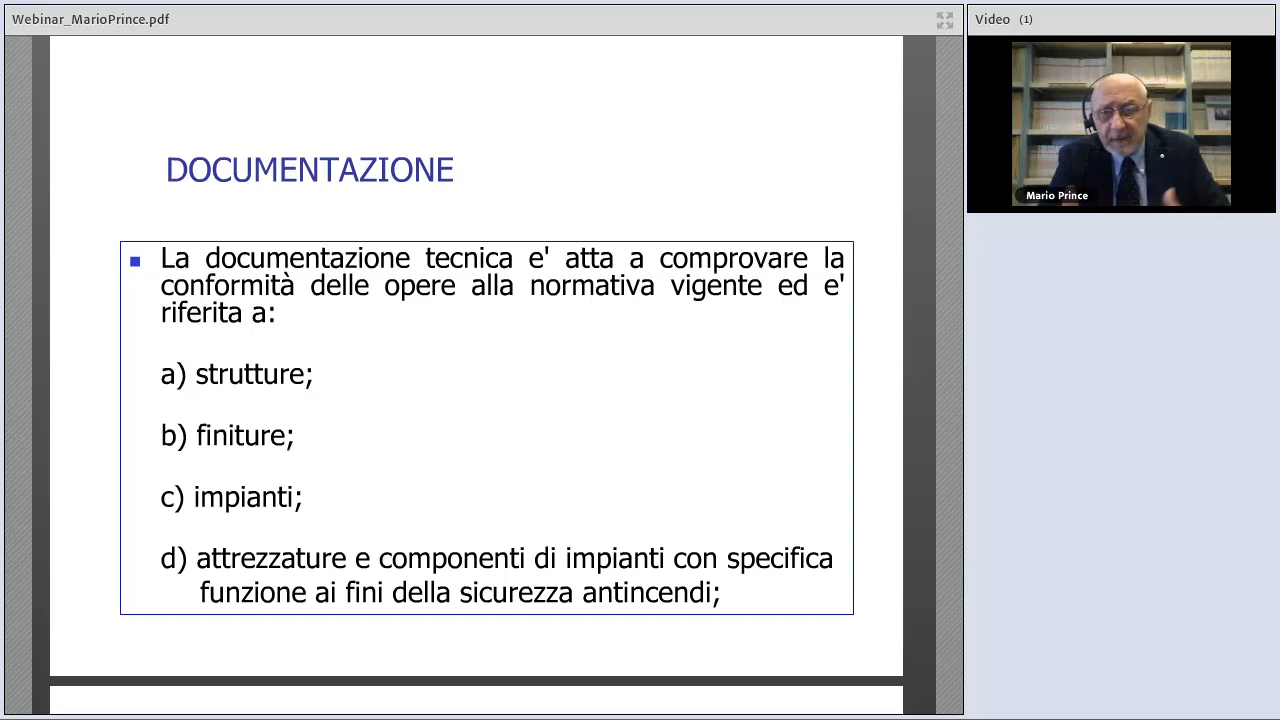 Webinar_MarioPrince.pdf
Video (1)
Mario Prince
DOCUMENTAZIONE
La documentazione tecnica e' atta a comprovare la
conformità delle opere alla normativa vigente ed e'
riferita a:
a) strutture;
b) finiture;
c) impianti;
d) attrezzature e componenti di impianti con specifica
funzione ai fini della sicurezza antincendi;